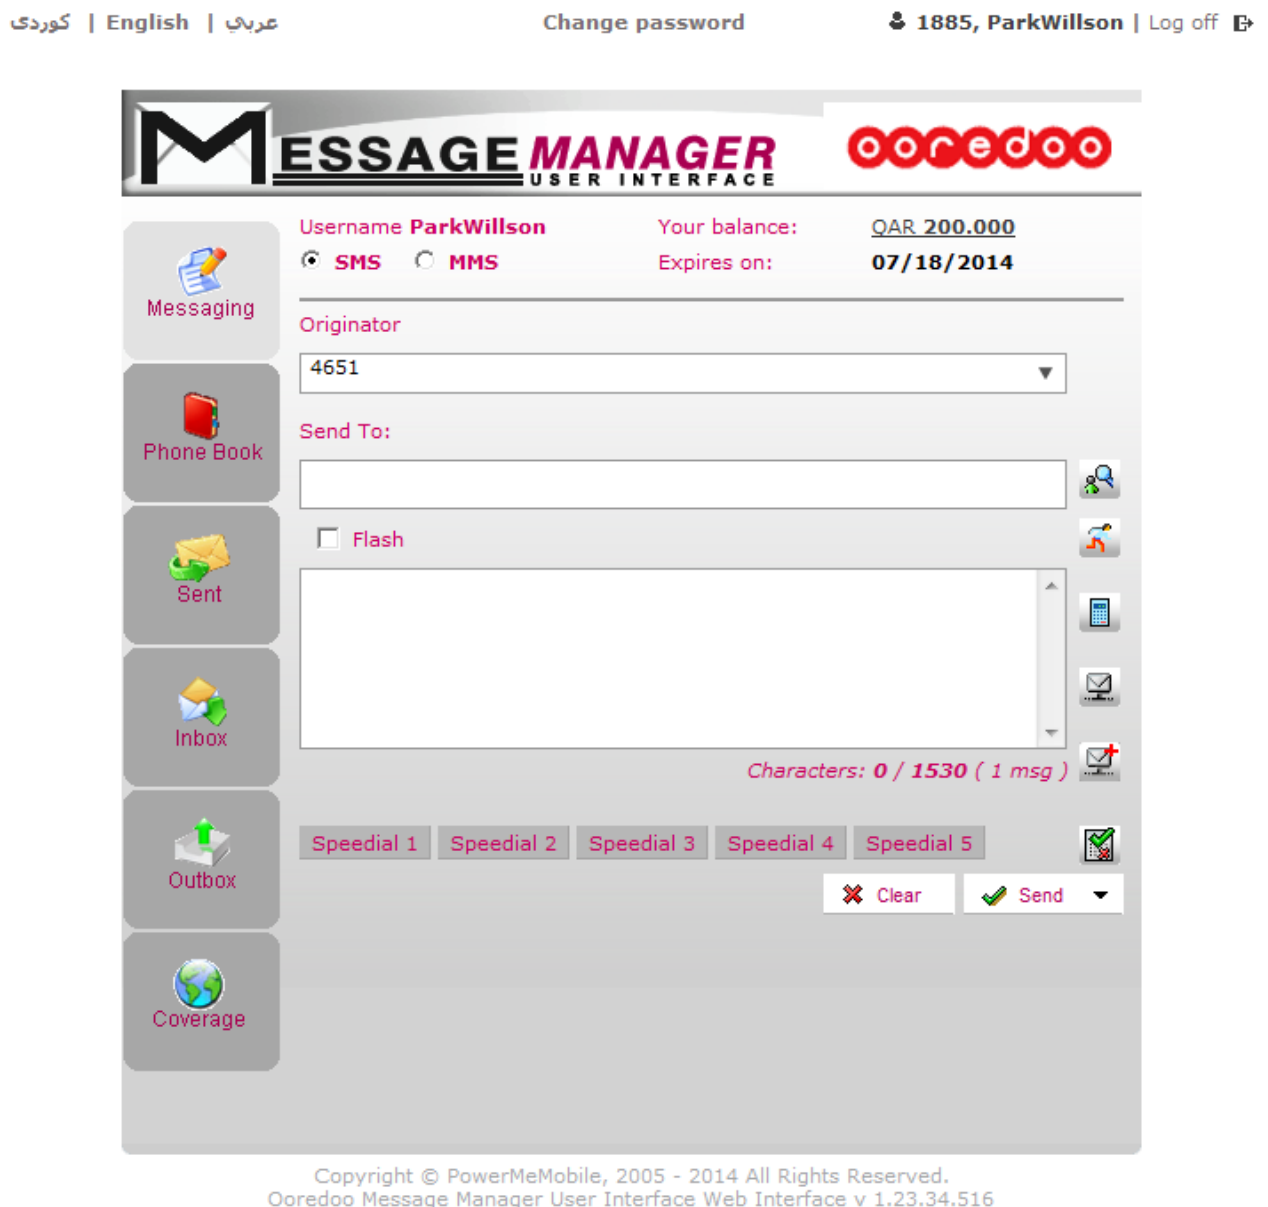 كوردى | English | عربي
Change password
1885, ParkWillson | Log off
MESSAGE MANAGER
USER INTERFACE
ooredoo
Username ParkWillson
Your balance: QAR 200.000
SMS MMS
Expires on: 07/18/2014
Messaging
Originator
4651
Phone Book
Send To:
Flash
Sent
Inbox
Characters: 0 / 1530 ( 1 msg )
Speedial 1 Speedial 2 Speedial 3 Speedial 4 Speedial 5
Outbox
Clear Send
Coverage
Copyright © PowerMeMobile, 2005 - 2014 All Rights Reserved.
Ooredoo Message Manager User Interface Web Interface v 1.23.34.516